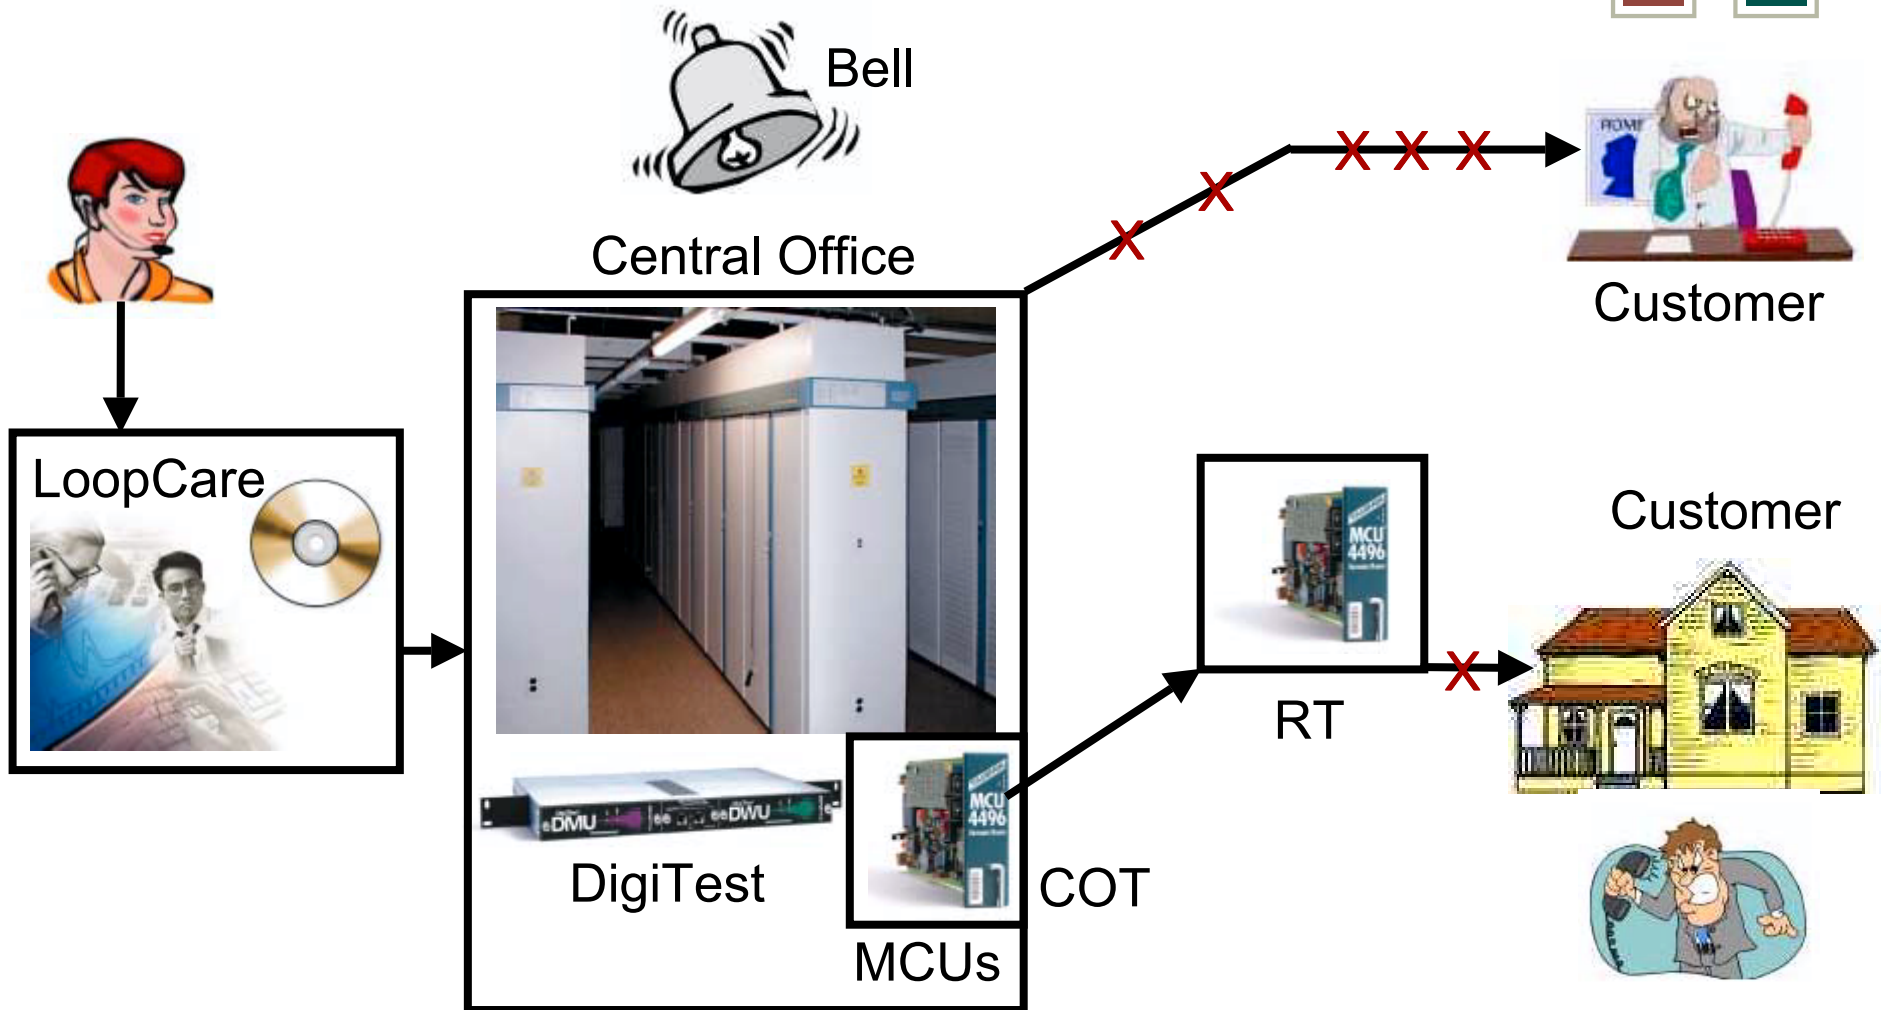 Bell
HOME
Central Office
Customer
LoopCare
Customer
MCU
4496
RT
DMU
DWU
MCU
4496
DigiTest
COT
MCUs
X
X
X
X
X
X